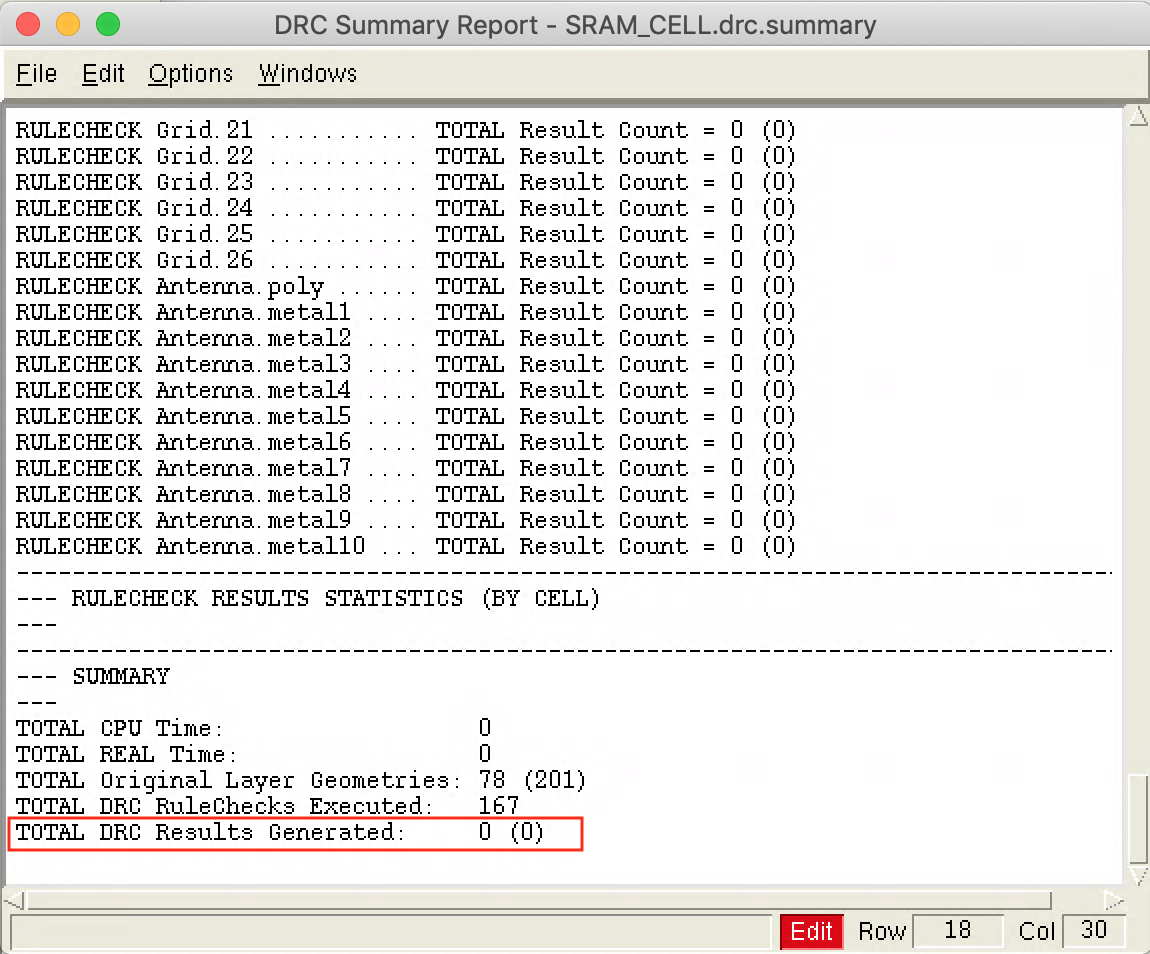 DRC Summary Report - SRAM_CELL.drc.summary
File Edit Options Windows
RULECHECK Grid.21 ........... TOTAL Result Count = 0 (0)
RULECHECK Grid.22 ........... TOTAL Result Count = 0 (0)
RULECHECK Grid.23 ........... TOTAL Result Count = 0 (0)
RULECHECK Grid.24 ........... TOTAL Result Count = 0 (0)
RULECHECK Grid.25 ........... TOTAL Result Count = 0 (0)
RULECHECK Grid.26 ........... TOTAL Result Count = 0 (0)
RULECHECK Antenna.poly ...... TOTAL Result Count = 0 (0)
RULECHECK Antenna.metal1 .... TOTAL Result Count = 0 (0)
RULECHECK Antenna.metal2 .... TOTAL Result Count = 0 (0)
RULECHECK Antenna.metal3 .... TOTAL Result Count = 0 (0)
RULECHECK Antenna.metal4 .... TOTAL Result Count = 0 (0)
RULECHECK Antenna.metal5 .... TOTAL Result Count = 0 (0)
RULECHECK Antenna.metal6 .... TOTAL Result Count = 0 (0)
RULECHECK Antenna.metal7 .... TOTAL Result Count = 0 (0)
RULECHECK Antenna.metal8 .... TOTAL Result Count = 0 (0)
RULECHECK Antenna.metal9 .... TOTAL Result Count = 0 (0)
RULECHECK Antenna.metal10 ... TOTAL Result Count = 0 (0)
-------------------------------------------------------------------------------
--- RULECHECK RESULTS STATISTICS (BY CELL)
---
-------------------------------------------------------------------------------
--- SUMMARY
---
TOTAL CPU Time: 0
TOTAL REAL Time: 0
TOTAL Original Layer Geometries: 78 (201)
TOTAL DRC RuleChecks Executed: 167
TOTAL DRC Results Generated: 0 (0)
Edit Row 18 Col 30